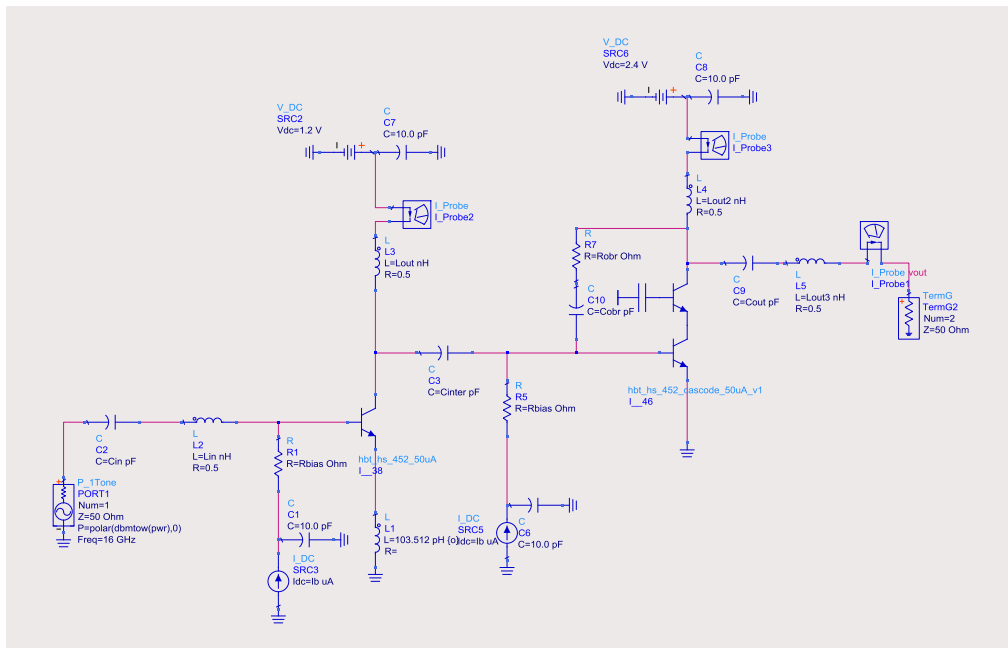 V_DC
SRC6
Vdc=2.4 V
C
C8
C=10.0 pF
V_DC
SRC2
Vdc=1.2 V
C
C7
C=10.0 pF
I_Probe
I_Probe3
I_Probe
I_Probe2
L
L4
L=Lout2 nH
R=0.5
L
L3
L=Lout nH
R=0.5
R
R7
R=Robr Ohm
C
C10
C=Cobr pF
C
C9
C=Cout pF
L
L5
L=Lout3 nH
R=0.5
I_Probe
I_Probe1
vout
TermG
TermG2
Num=2
Z=50 Ohm
C
C3
C=Cinter pF
R
R5
R=Rbias Ohm
hbt_hs_452_cascode_50uA_v1
I__46
C
C2
C=Cin pF
L
L2
L=Lin nH
R=0.5
R
R1
R=Rbias Ohm
hbt_hs_452_50uA
I__38
P_1Tone
PORT1
Num=1
Z=50 Ohm
P=polar(dbmtow(pwr),0)
Freq=16 GHz
C
C1
C=10.0 pF
L
L1
L=103.512 pH {o}
R=
I_DC
SRC5
Idc=Ib uA
C
C6
C=10.0 pF
I_DC
SRC3
Idc=Ib uA